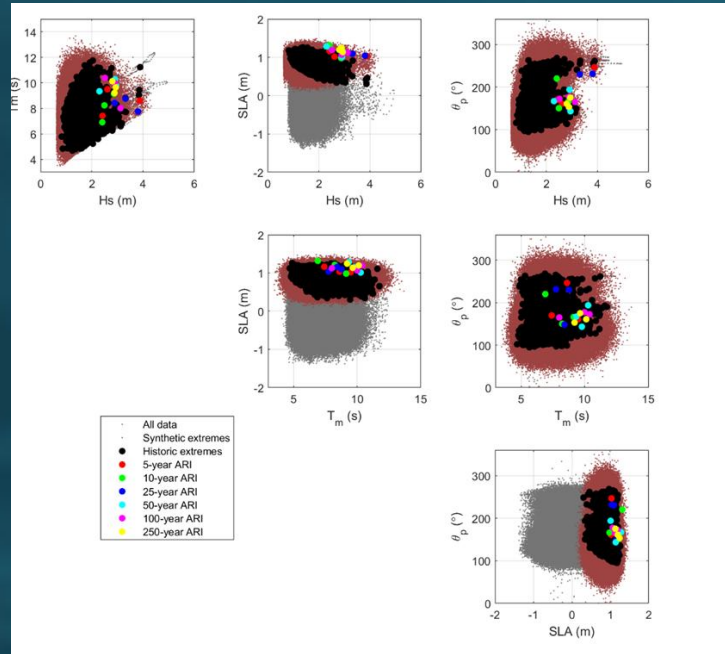 14
12
10
8
6
4
Tm (s)
0 2 4 6
Hs (m)
2
1
0
-1
-2
SLA (m)
0 2 4 6
Hs (m)
300
200
100
0
θp (°)
0 2 4 6
Hs (m)
2
1
0
-1
-2
SLA (m)
5 10 15
Tm (s)
300
200
100
0
θp (°)
5 10 15
Tm (s)
All data
Synthetic extremes
Historic extremes
5-year ARI
10-year ARI
25-year ARI
50-year ARI
100-year ARI
250-year ARI
300
200
100
0
θp (°)
-2 -1 0 1 2
SLA (m)